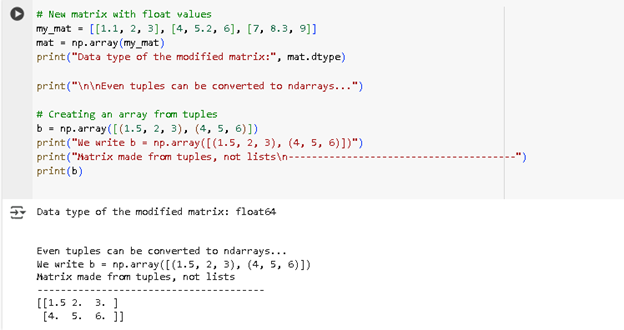 # New matrix with float values
my_mat = [[1.1, 2, 3], [4, 5.2, 6], [7, 8.3, 9]]
mat = np.array(my_mat)
print("Data type of the modified matrix:", mat.dtype)
print("\n\nEven tuples can be converted to ndarrays...")
# Creating an array from tuples
b = np.array([(1.5, 2, 3), (4, 5, 6)])
print("We write b = np.array([(1.5, 2, 3), (4, 5, 6)])")
print("Matrix made from tuples, not lists\n---------------------------------------")
print(b)
Data type of the modified matrix: float64
Even tuples can be converted to ndarrays...
We write b = np.array([(1.5, 2, 3), (4, 5, 6)])
Matrix made from tuples, not lists
---------------------------------------
[[1.5 2.  3. ]
 [4.  5.  6. ]]